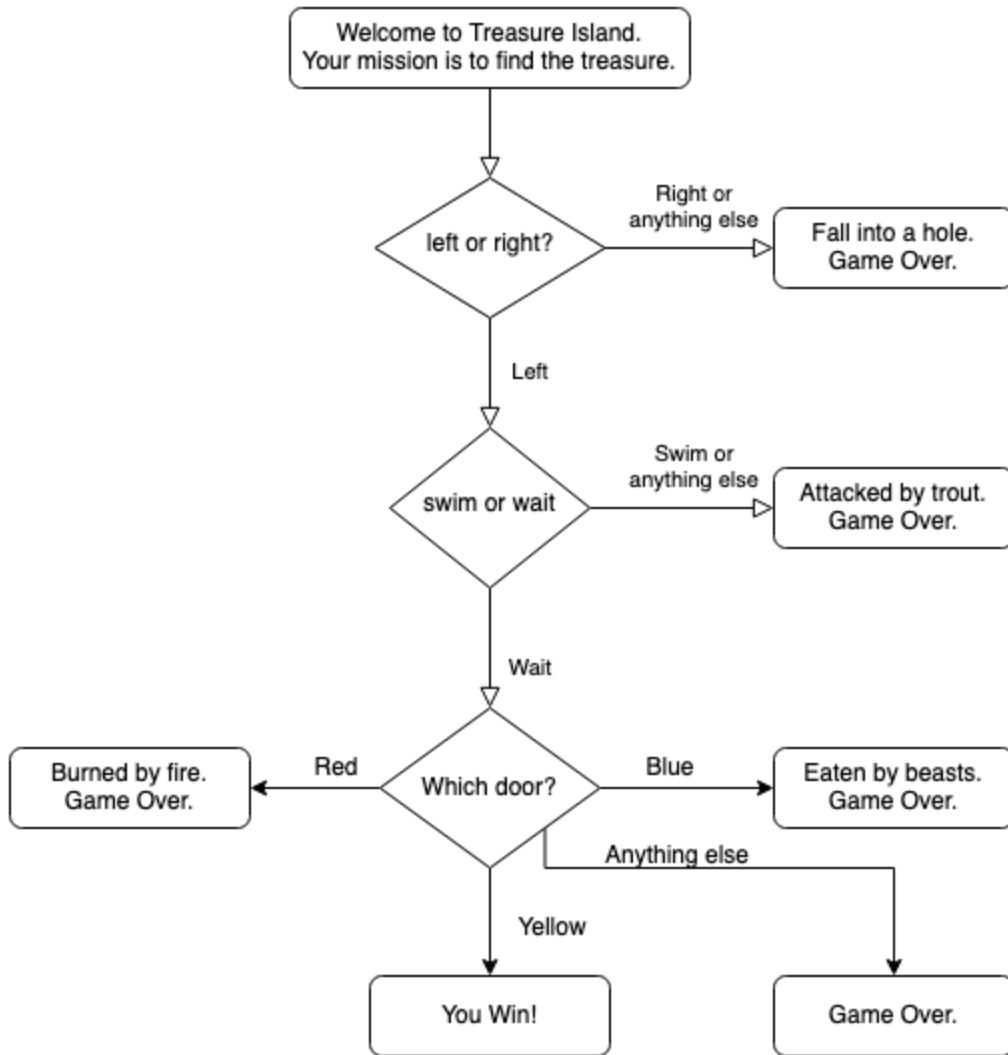 Welcome to Treasure Island.
Your mission is to find the treasure.
left or right?
Right or
anything else
Fall into a hole.
Game Over.
Left
swim or wait
Swim or
anything else
Attacked by trout.
Game Over.
Wait
Which door?
Red
Burned by fire.
Game Over.
Blue
Eaten by beasts.
Game Over.
Anything else
Yellow
You Win!
Game Over.